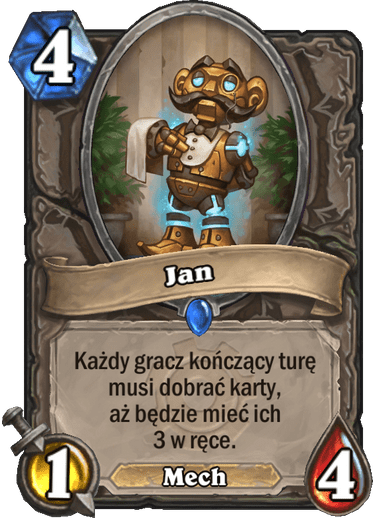 4
Jan
Każdy gracz kończący turę
musi dobrać karty,
aż będzie mieć ich
3 w ręce.
1
Mech
4